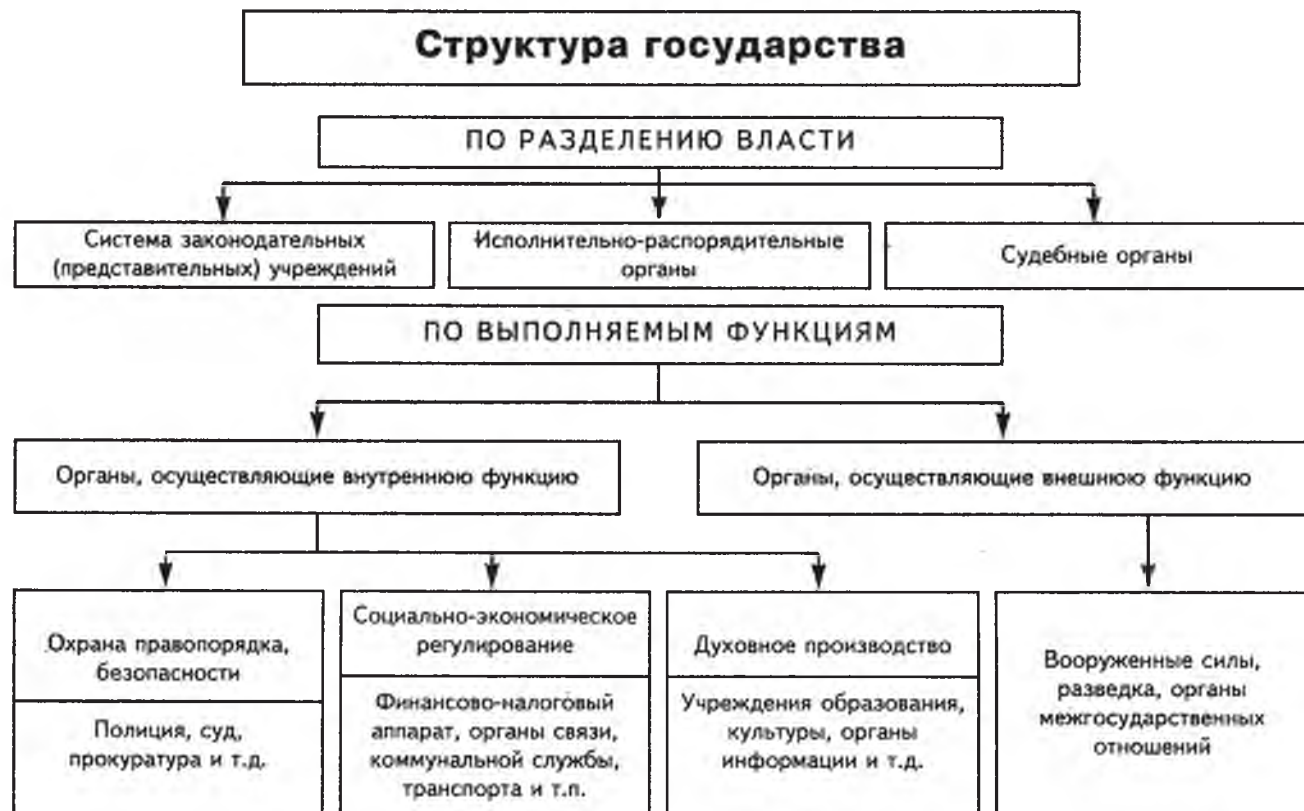 Структура государства
ПО РАЗДЕЛЕНИЮ ВЛАСТИ
Система законодательных
(представительных) учреждений
Исполнительно-распорядительные
органы
Судебные органы
ПО ВЫПОЛНЯЕМЫМ ФУНКЦИЯМ
Органы, осуществляющие внутреннюю функцию
Органы, осуществляющие внешнюю функцию
Охрана правопорядка,
безопасности
Полиция, суд,
прокуратура и т.д.
Социально-экономическое
регулирование
Финансово-налоговый
аппарат, органы связи,
коммунальной службы,
транспорта и т.п.
Духовное производство
Учреждения образования,
культуры, органы
информации и т.д.
Вооруженные силы,
разведка, органы
межгосударственных
отношений